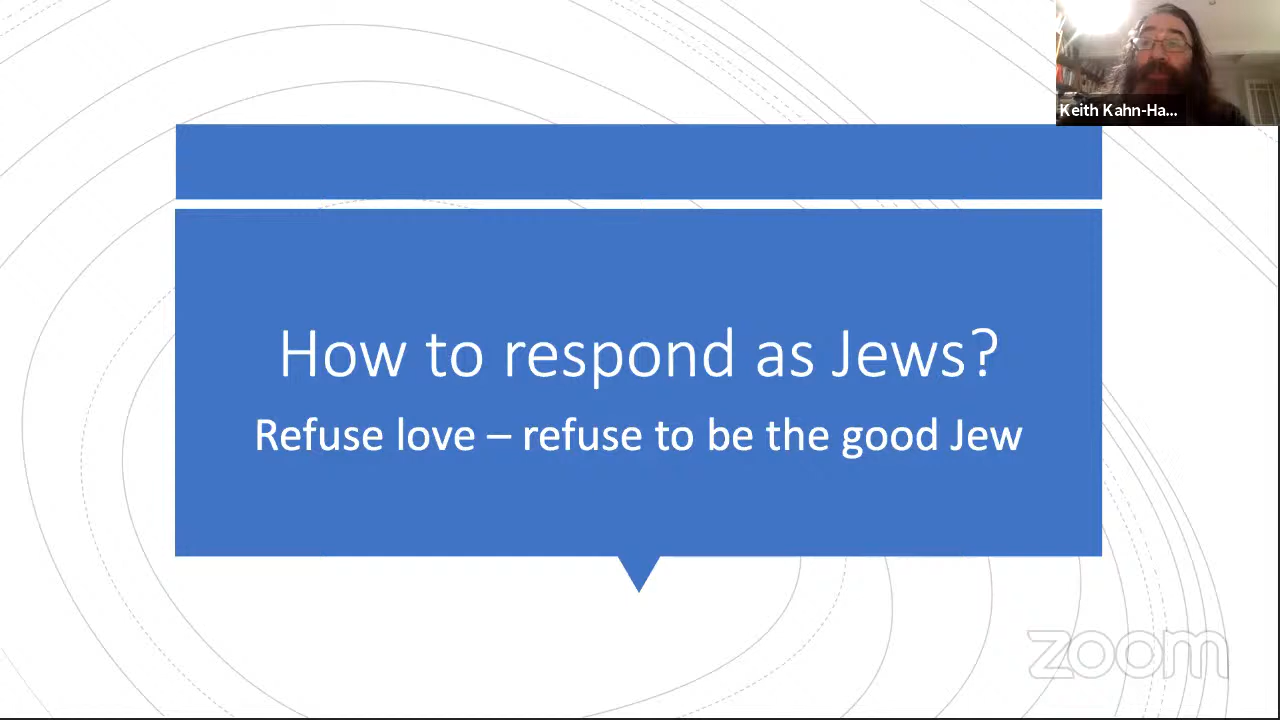 Keith Kahn-Ha...
How to respond as Jews?
Refuse love – refuse to be the good Jew
zoom